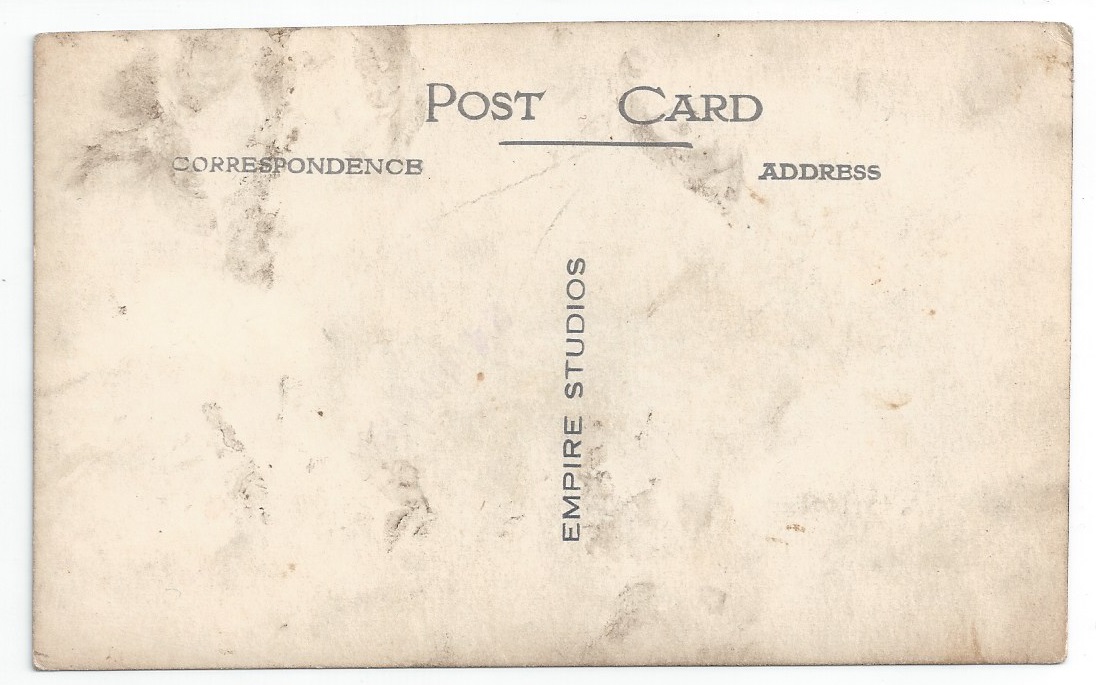 POST CARD
CORRESPONDENCE
ADDRESS
EMPIRE STUDIOS